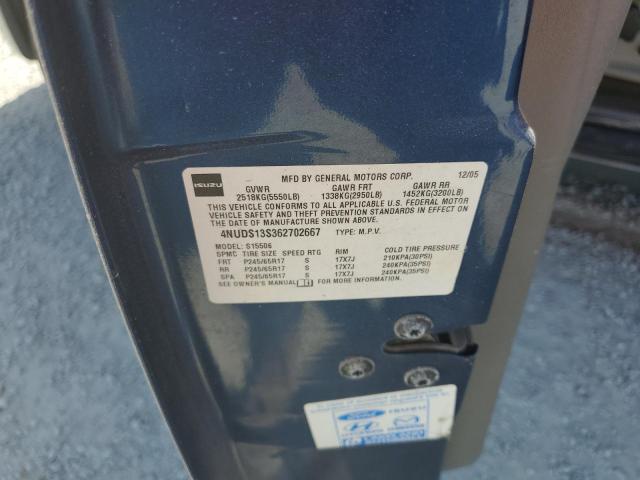 ISUZU
MFD BY GENERAL MOTORS CORP. 12/05
GVWR GAWR FRT GAWR RR
2518KG(5550LB) 1338KG(2950LB) 1452KG(3200LB)
THIS VEHICLE CONFORMS TO ALL APPLICABLE U.S. FEDERAL MOTOR
VEHICLE SAFETY AND THEFT PREVENTION STANDARDS IN EFFECT ON
THE DATE OF MANUFACTURE SHOWN ABOVE.
4NUDS13S362702667 TYPE: M.P.V.
MODEL: S15506
SPMC TIRE SIZE SPEED RTG RIM COLD TIRE PRESSURE
FRT P245/65R17 S 17X7J 210KPA(30PSI)
RR P245/65R17 S 17X7J 240KPA(35PSI)
SPA P245/65R17 S 17X7J 240KPA(35PSI)
SEE OWNER'S MANUAL
Ford